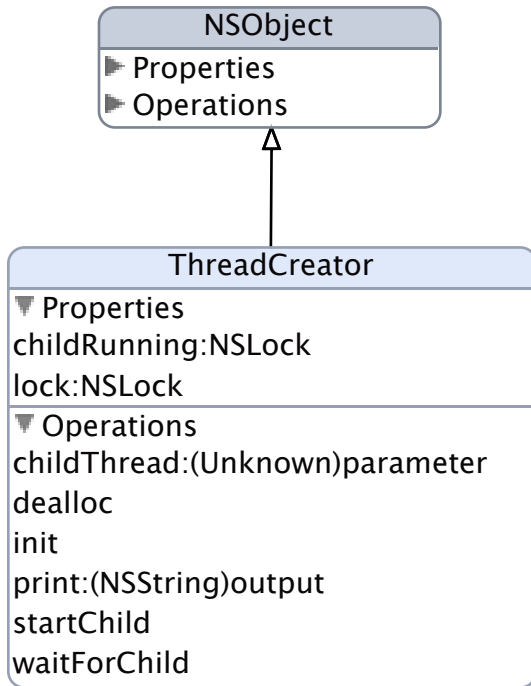 NSObject
Properties
Operations
ThreadCreator
Properties
childRunning:NSLock
lock:NSLock
Operations
childThread:(Unknown)parameter
dealloc
init
print:(NSString)output
startChild
waitForChild